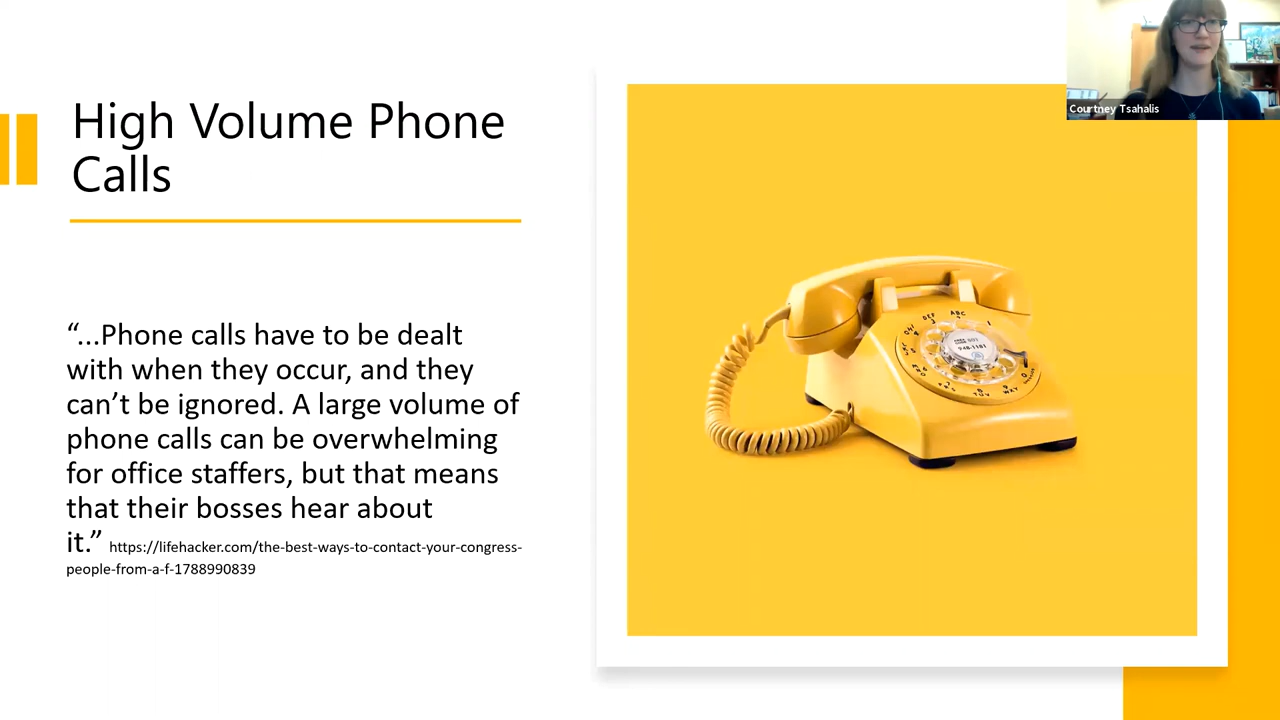 High Volume Phone
Calls
“...Phone calls have to be dealt
with when they occur, and they
can’t be ignored. A large volume of
phone calls can be overwhelming
for office staffers, but that means
that their bosses hear about
it.” https://lifehacker.com/the-best-ways-to-contact-your-congress-
people-from-a-f-1788990839
Courtney Tsahalis
ABC
DEF